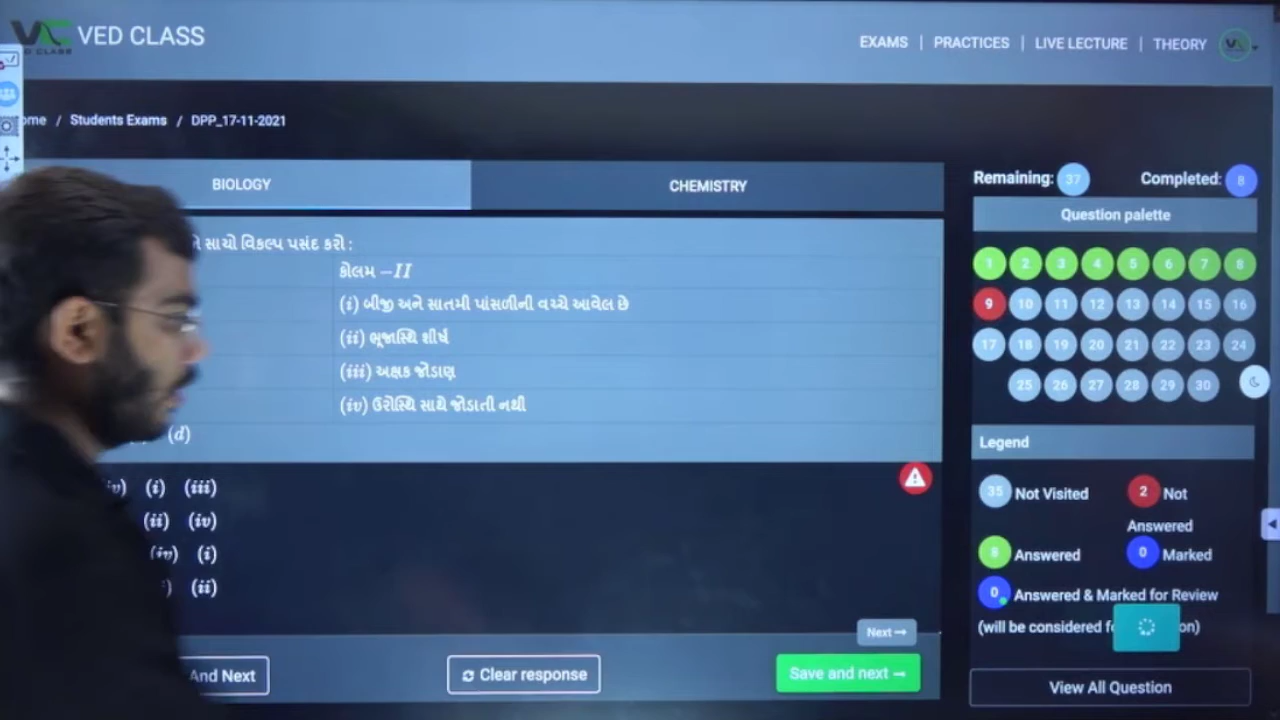 VED CLASS
EXAMS | PRACTICES | LIVE LECTURE | THEORY
/ Students Exams / DPP_17-11-2021
BIOLOGY
CHEMISTRY
Remaining: 37
Completed: 8
Question palette
સાચો વિકલ્પ પસંદ કરો :
કોલમ –II
(i) બીજી અને સાતમી પાંસળીની વચ્ચે આવેલ છે
(ii) ભૂજાસ્થિ શીર્ષ
(iii) અક્ષક જોડાણ
(iv) ઉરોસ્થિ સાથે જોડાતી નથી
(d)
(i) (iii)
(ii) (iv)
(iv) (i)
(ii)
1 2 3 4 5 6 7 8
9 10 11 12 13 14 15 16
17 18 19 20 21 22 23 24
25 26 27 28 29 30
Legend
35 Not Visited
2 Not
Answered
8 Answered
0 Marked
0 Answered & Marked for Review
(will be considered
Next →
And Next
Clear response
Save and next →
View All Question